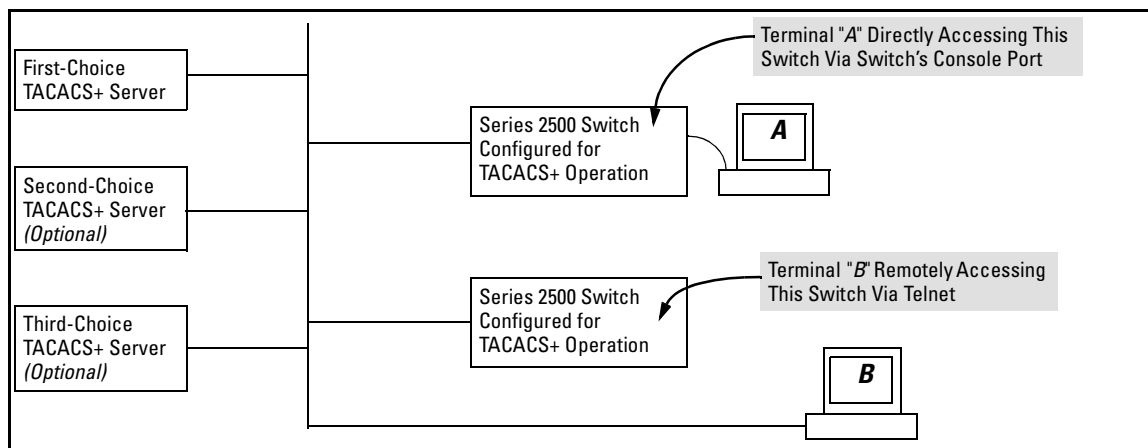 First-Choice
TACACS+ Server
Second-Choice
TACACS+ Server
(Optional)
Third-Choice
TACACS+ Server
(Optional)
Terminal "A" Directly Accessing This
Switch Via Switch's Console Port
Series 2500 Switch
Configured for
TACACS+ Operation
A
Terminal "B" Remotely Accessing
This Switch Via Telnet
Series 2500 Switch
Configured for
TACACS+ Operation
B